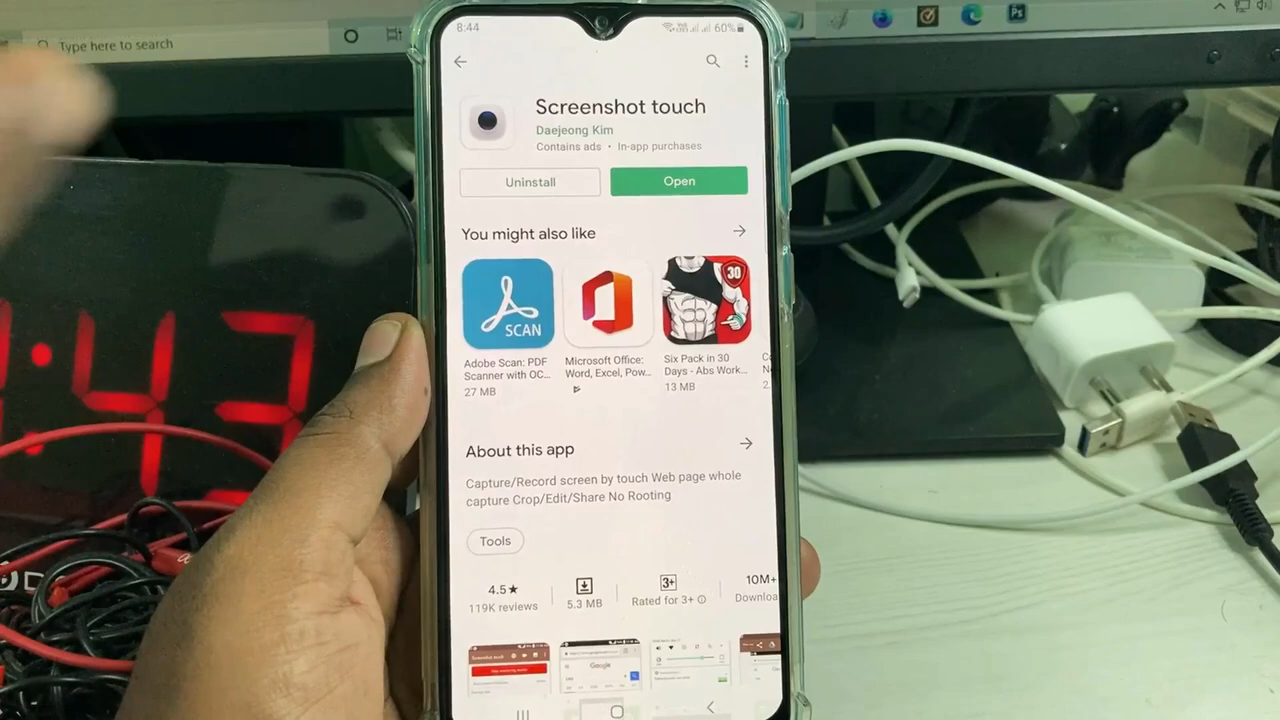 Type here to search
8:44
60%
Screenshot touch
Daejeong Kim
Contains ads • In-app purchases
Uninstall
Open
You might also like
SCAN
30
Adobe Scan: PDF
Scanner with OC...
27 MB
Microsoft Office:
Word, Excel, Pow...
Six Pack in 30
Days - Abs Work...
13 MB
About this app
Capture/Record screen by touch Web page whole
capture Crop/Edit/Share No Rooting
Tools
4.5★
119K reviews
5.3 MB
3+
Rated for 3+
10M+
Downloa
Screenshot touch
Google
Ps
:43